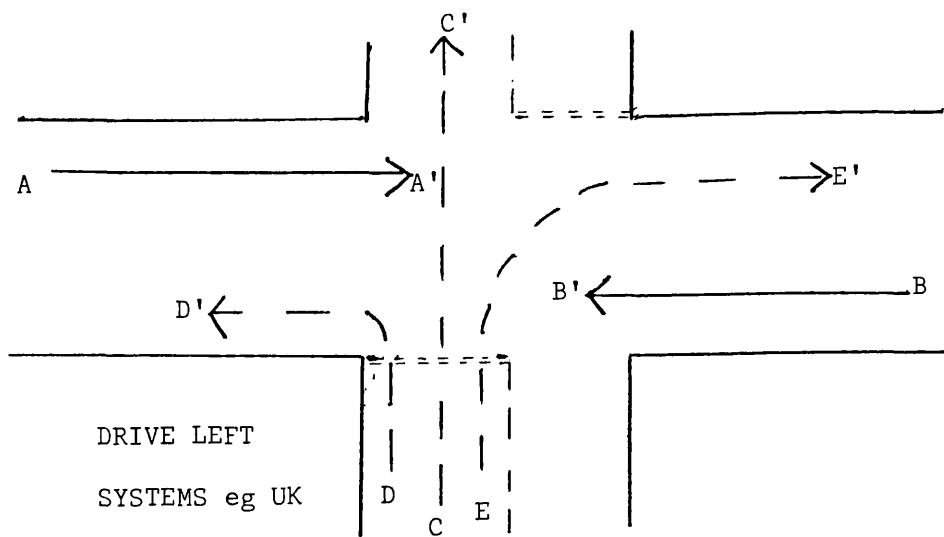 C'
A
A'
E'
D'
B'
B
DRIVE LEFT
SYSTEMS eg UK
D
C
E